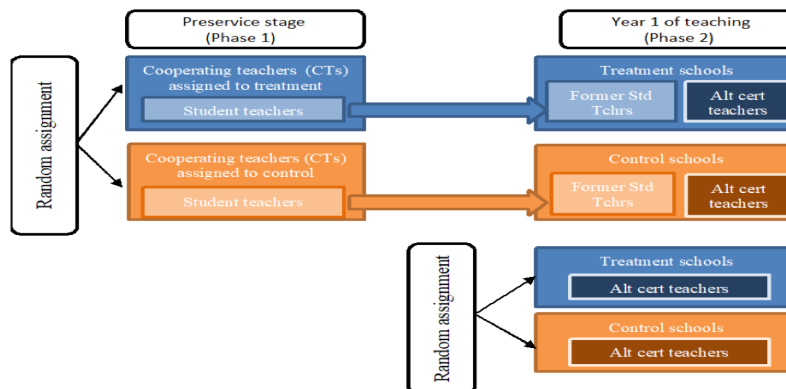 Preservice stage
(Phase 1)
Year 1 of teaching
(Phase 2)
Random assignment
Cooperating teachers (CTs)
assigned to treatment
Student teachers
Treatment schools
Former Std
Tchrs
Alt cert
teachers
Cooperating teachers (CTs)
assigned to control
Student teachers
Control schools
Former Std
Tchrs
Alt cert
teachers
Random assignment
Treatment schools
Alt cert teachers
Control schools
Alt cert teachers